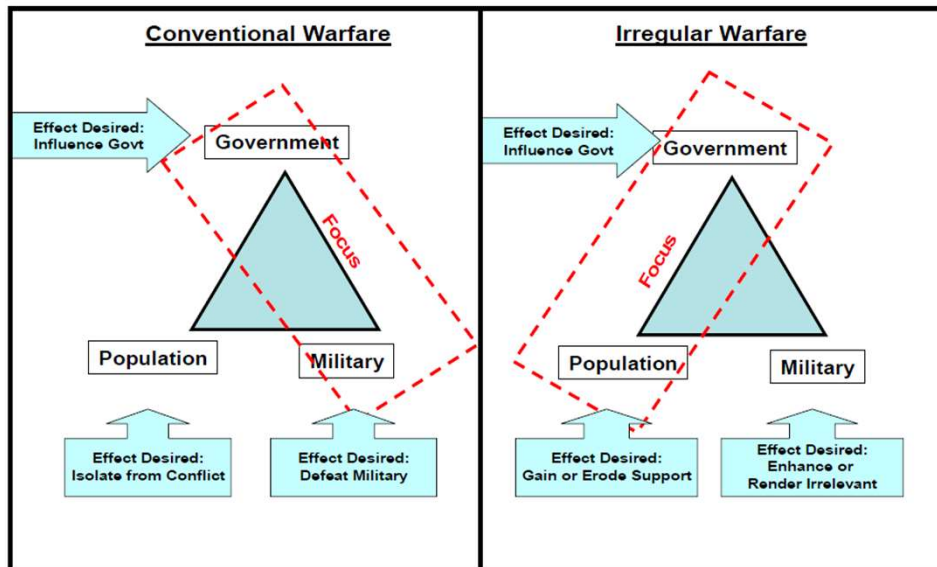 Conventional Warfare
Effect Desired:
Influence Govt
Government
Focus
Population
Military
Effect Desired:
Isolate from Conflict
Effect Desired:
Defeat Military
Irregular Warfare
Effect Desired:
Influence Govt
Government
Focus
Population
Military
Effect Desired:
Gain or Erode Support
Effect Desired:
Enhance or
Render Irrelevant